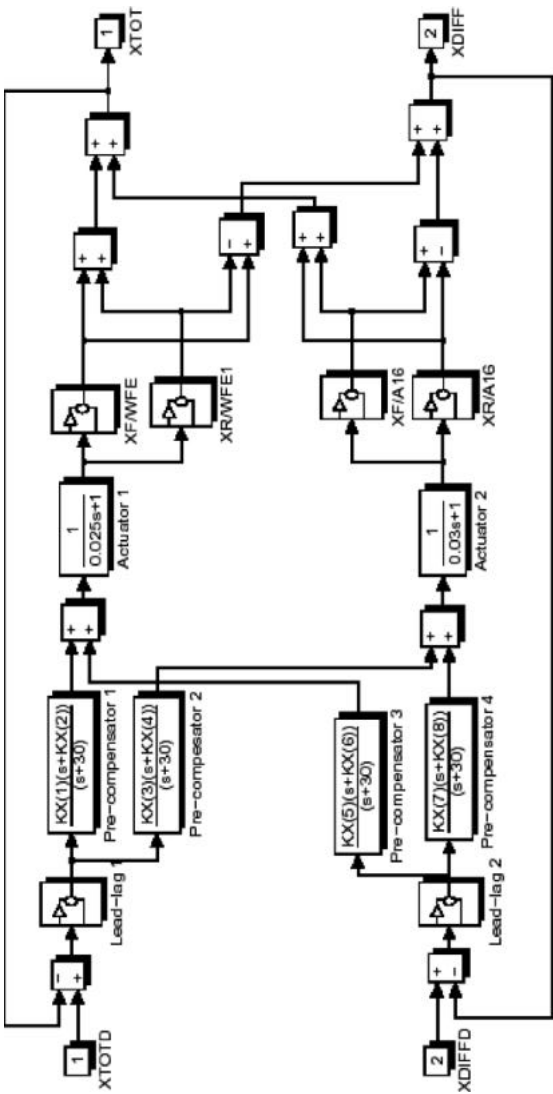 1
XTOTD
-
+
Lead-lag 1
KX(1)(s+KX(2))
(s+30)
Pre-compensator 1
KX(3)(s+KX(4))
(s+30)
Pre-compesator 2
+
+
1
0.025s+1
Actuator 1
XF/WFE
XR/WFE1
+
+
-
+
+
+
1
XTOT
2
XDIFFD
+
-
Lead-lag 2
KX(5)(s+KX(6))
(s+30)
Pre-compensator 3
KX(7)(s+KX(8))
(s+30)
Pre-compensator 4
+
+
1
0.03s+1
Actuator 2
XF/A16
XR/A16
+
+
+
-
+
+
2
XDIFF